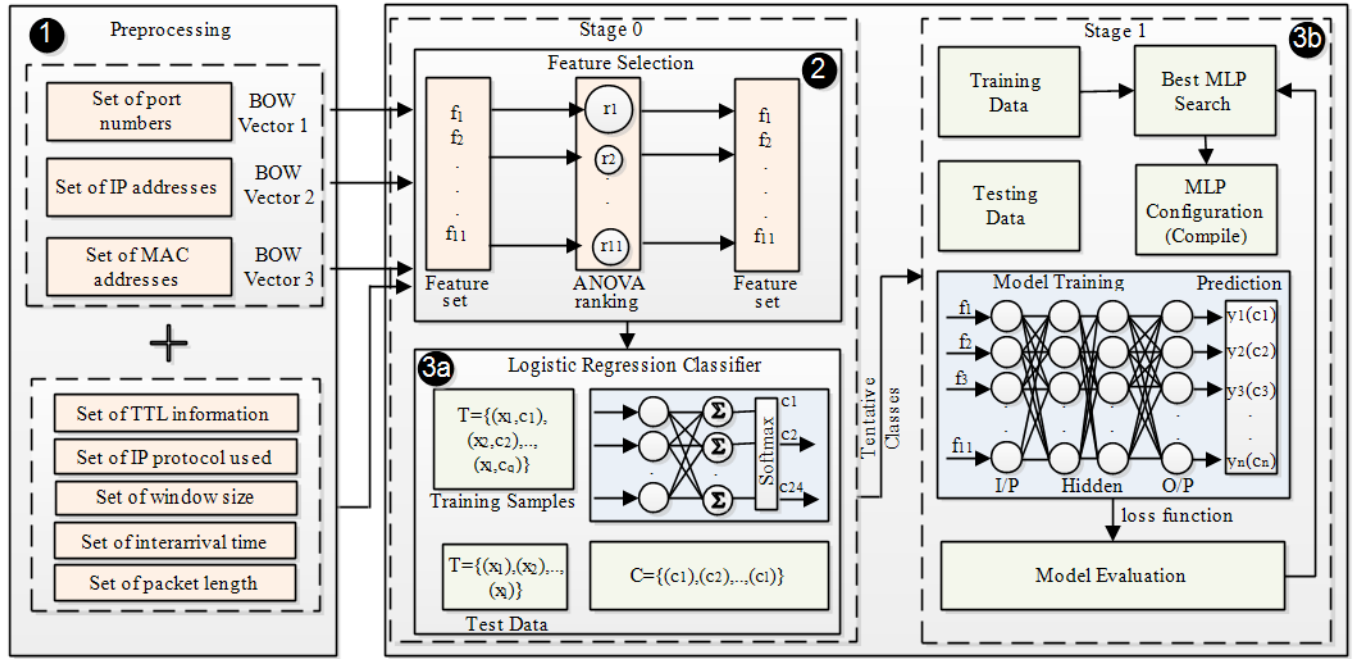 1
Preprocessing
Set of port
numbers
BOW
Vector 1
Set of IP addresses
BOW
Vector 2
Set of MAC
addresses
BOW
Vector 3
+
Set of TTL information
Set of IP protocol used
Set of window size
Set of interarrival time
Set of packet length
Stage 0
Feature Selection
2
f1
f2
.
.
.
.
f11
Feature
set
r1
r2
.
.
r11
ANOVA
ranking
f1
f2
.
.
.
.
f11
Feature
set
3a
Logistic Regression Classifier
T={(x1,c1),
(x2,c2),..,
(xl,cq)}
Training Samples
Σ
Σ
Σ
Softmax
c1
c2
c24
T={(x1),(x2),..,
(xl)}
Test Data
C={(c1),(c2),..,(cl)}
Tentative
Classes
Stage 1
3b
Training
Data
Best MLP
Search
Testing
Data
MLP
Configuration
(Compile)
Model Training
Prediction
f1
f2
f3
f11
y1(c1)
y2(c2)
y3(c3)
yn(cn)
I/P
Hidden
O/P
loss function
Model Evaluation